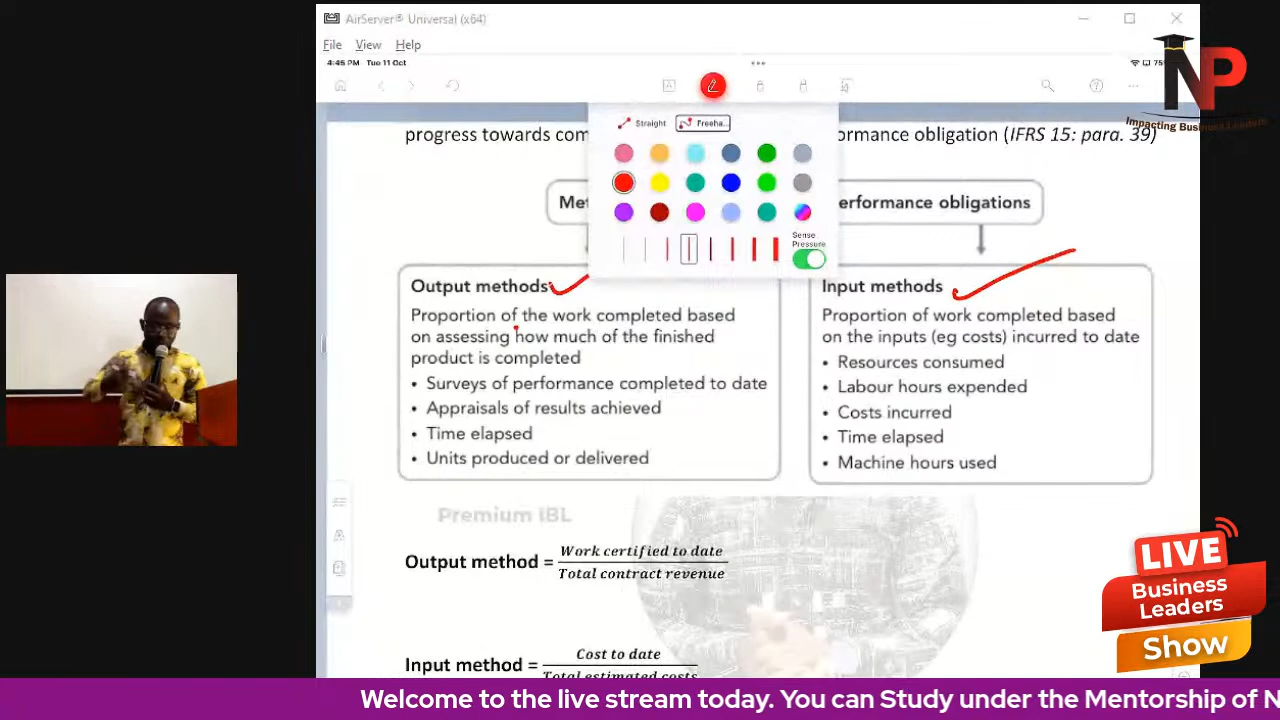 AirServer® Universal (x64)
File View Help
4:45 PM Tue 11 Oct
NP
Impacting Business Leaders
Straight Freeha...
Sense
Pressure
progress towards com
rmance obligation (IFRS 15: para. 39)
Met
erformance obligations
Output methods
Proportion of the work completed based
on assessing how much of the finished
product is completed
• Surveys of performance completed to date
• Appraisals of results achieved
• Time elapsed
• Units produced or delivered
Input methods
Proportion of work completed based
on the inputs (eg costs) incurred to date
• Resources consumed
• Labour hours expended
• Costs incurred
• Time elapsed
• Machine hours used
Premium IBL
Output method = Work certified to date
Total contract revenue
Input method = Cost to date
Total estimated costs
LIVE
Business
Leaders
Show
Welcome to the live stream today. You can Study under the Mentorship of N